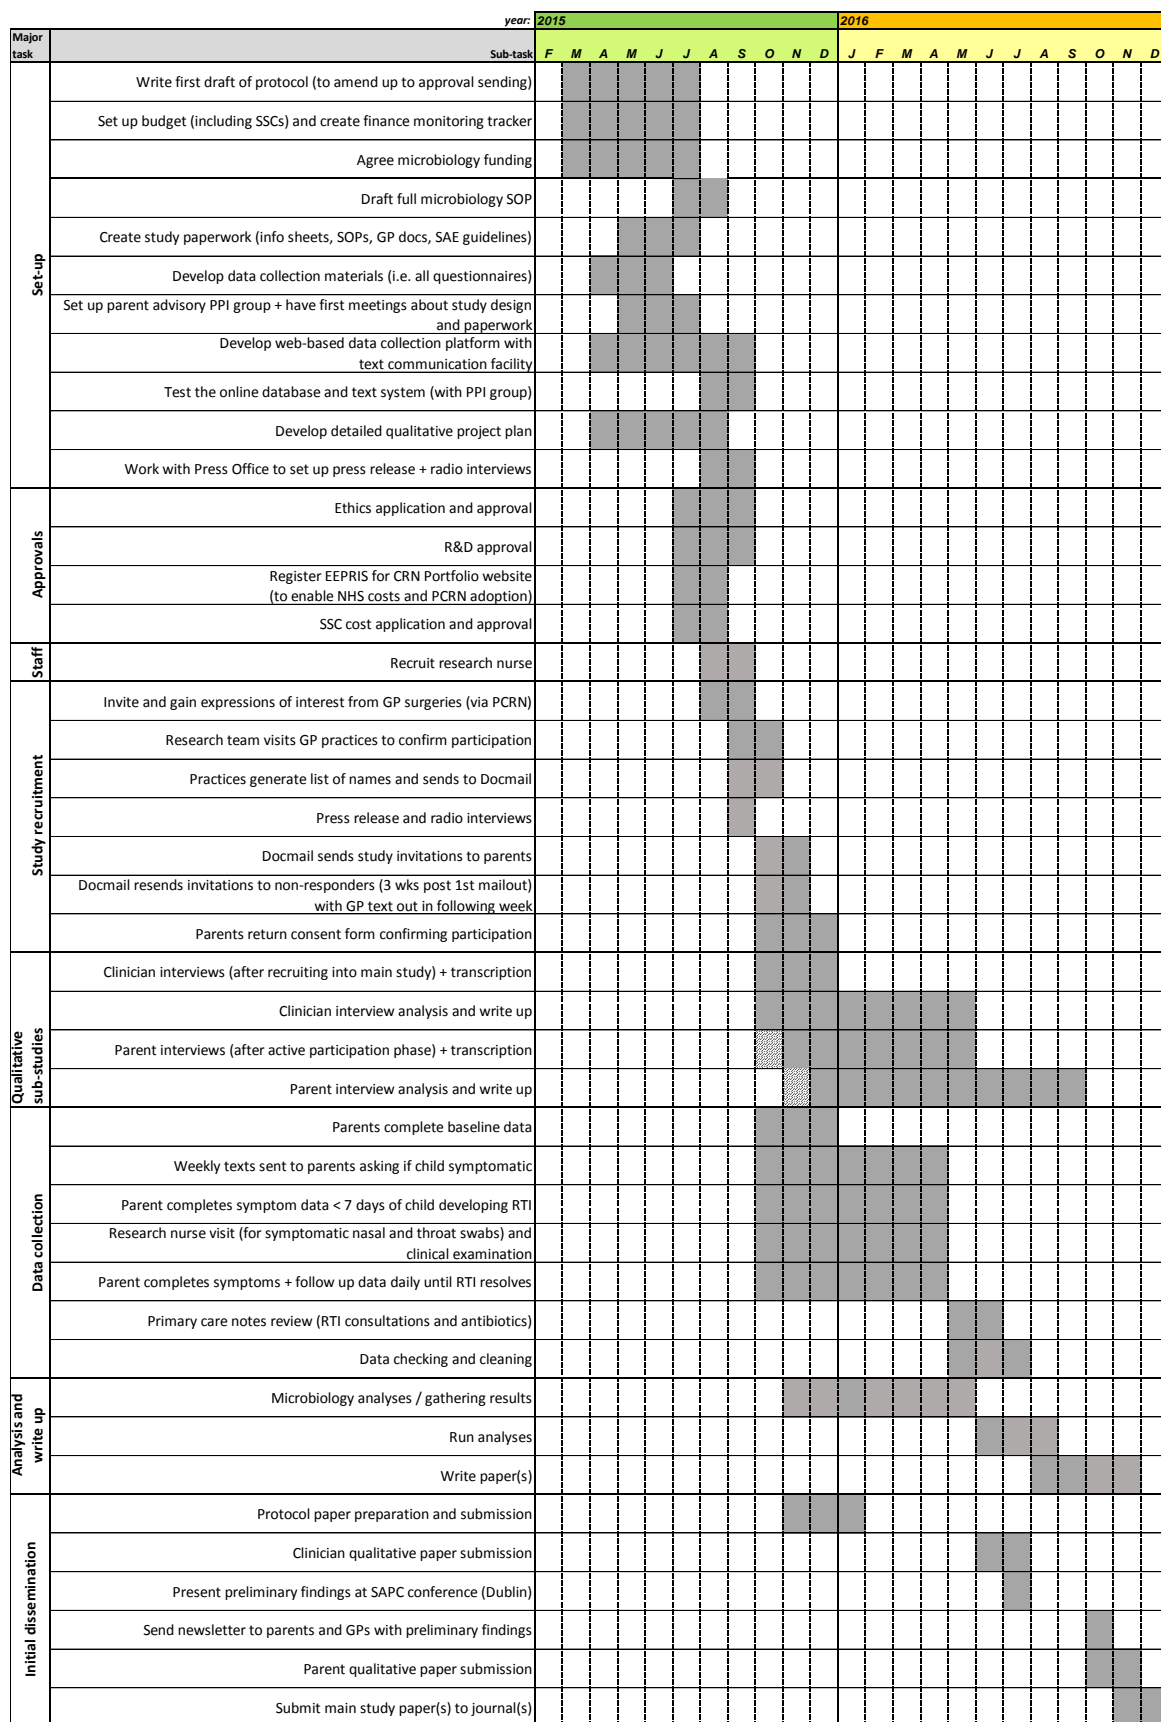 year: 2015 2016
Major task Sub-task F M A M J J A S O N D J F M A M J J A S O N D
Set-up
Write first draft of protocol (to amend up to approval sending)
Set up budget (including SSCs) and create finance monitoring tracker
Agree microbiology funding
Draft full microbiology SOP
Create study paperwork (info sheets, SOPs, GP docs, SAE guidelines)
Develop data collection materials (i.e. all questionnaires)
Set up parent advisory PPI group + have first meetings about study design
and paperwork
Develop web-based data collection platform with
text communication facility
Test the online database and text system (with PPI group)
Develop detailed qualitative project plan
Work with Press Office to set up press release + radio interviews
Approvals
Ethics application and approval
R&D approval
Register EEPRIS for CRN Portfolio website
(to enable NHS costs and PCRN adoption)
SSC cost application and approval
Staff
Recruit research nurse
Study recruitment
Invite and gain expressions of interest from GP surgeries (via PCRN)
Research team visits GP practices to confirm participation
Practices generate list of names and sends to Docmail
Press release and radio interviews
Docmail sends study invitations to parents
Docmail resends invitations to non-responders (3 wks post 1st mailout)
with GP text out in following week
Parents return consent form confirming participation
Qualitative
sub-studies
Clinician interviews (after recruiting into main study) + transcription
Clinician interview analysis and write up
Parent interviews (after active participation phase) + transcription
Parent interview analysis and write up
Data collection
Parents complete baseline data
Weekly texts sent to parents asking if child symptomatic
Parent completes symptom data < 7 days of child developing RTI
Research nurse visit (for symptomatic nasal and throat swabs) and
clinical examination
Parent completes symptoms + follow up data daily until RTI resolves
Primary care notes review (RTI consultations and antibiotics)
Data checking and cleaning
Analysis and
write up
Microbiology analyses / gathering results
Run analyses
Write paper(s)
Initial dissemination
Protocol paper preparation and submission
Clinician qualitative paper submission
Present preliminary findings at SAPC conference (Dublin)
Send newsletter to parents and GPs with preliminary findings
Parent qualitative paper submission
Submit main study paper(s) to journal(s)